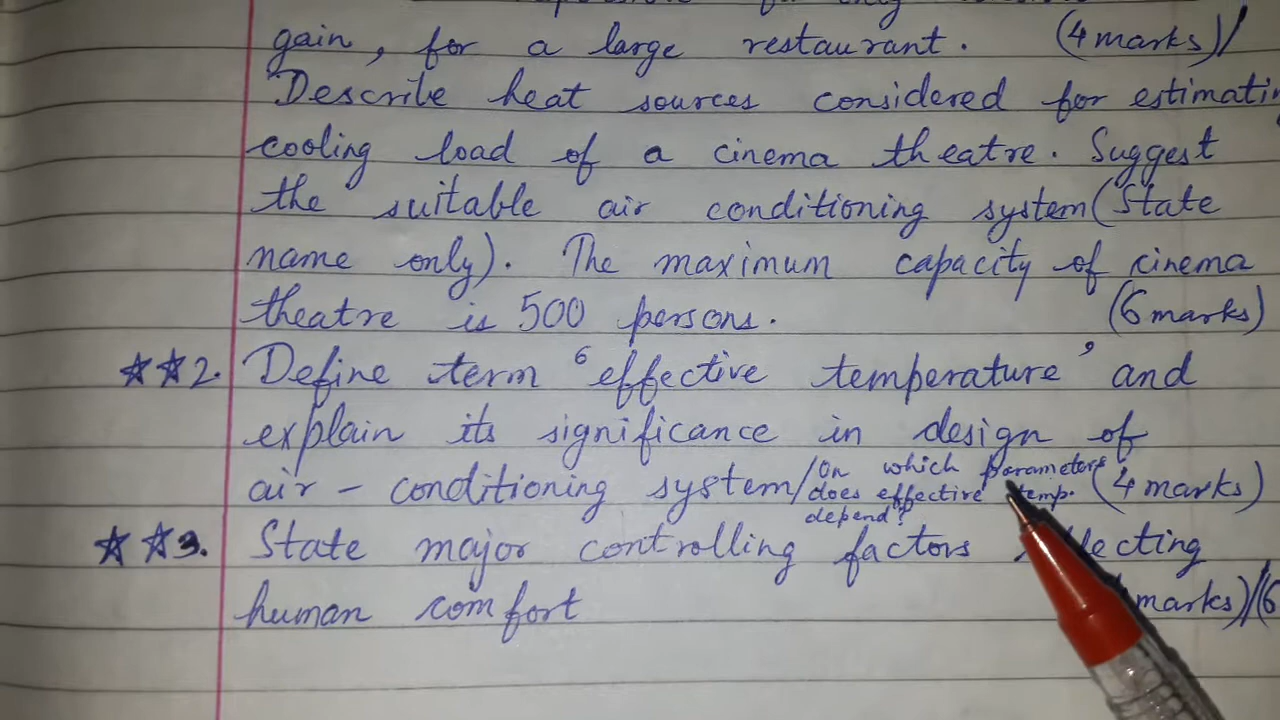 gain, for a large restaurant. (4 marks)/
Describe heat sources considered for
cooling load of a cinema theatre. Suggest
the suitable air conditioning system (State
name only). The maximum capacity of cinema
theatre is 500 persons. (6 marks)
☆☆2. Define term 'effective temperature' and
explain its significance in design of
air-conditioning system/On which parameters
does effective temp. (4 marks)
depend?
☆☆3. State major controlling factors
human comfort marks)/(6